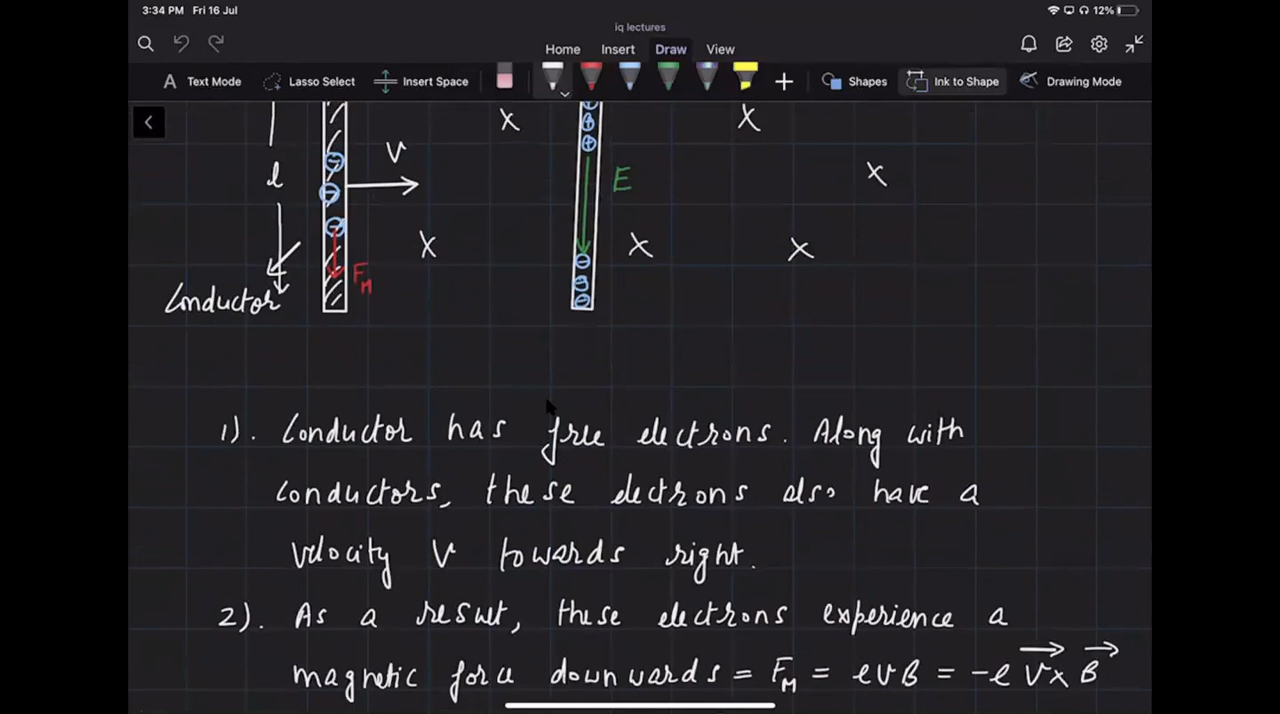 3:34 PM Fri 16 Jul
12%
iq lectures
Home Insert Draw View
Text Mode Lasso Select Insert Space Shapes Ink to Shape Drawing Mode
x x
l v E x
x x x
F_M
Conductor
1). Conductor has free electrons. Along with
conductors, these electrons also have a
velocity v towards right.
2). As a result, these electrons experience a
magnetic force downwards = F_M = evB = -e v⃗ x B⃗